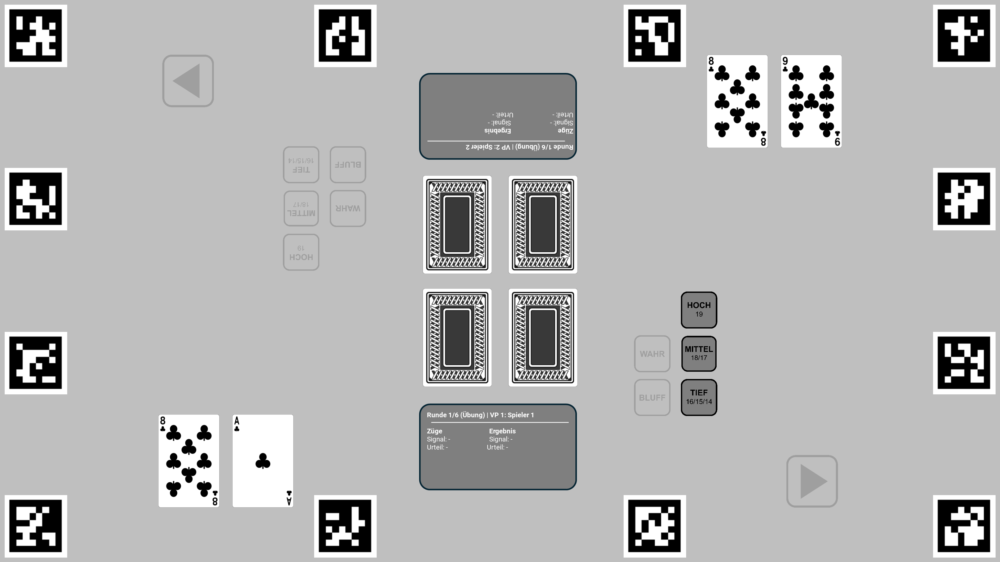 8 9
8 9
Urteil: - Urteil: -
Signal: - Signal: -
Züge Ergebnis
Runde 1/6 (Übung) | VP 2: Spieler 2
TIEF
16/15/14
BLUFF
MITTEL
18/17
WAHR
HOCH
19
HOCH
19
WAHR
MITTEL
18/17
BLUFF
TIEF
16/15/14
Runde 1/6 (Übung) | VP 1: Spieler 1
Züge Ergebnis
Signal: - Signal: -
Urteil: - Urteil: -
8 A
8 A